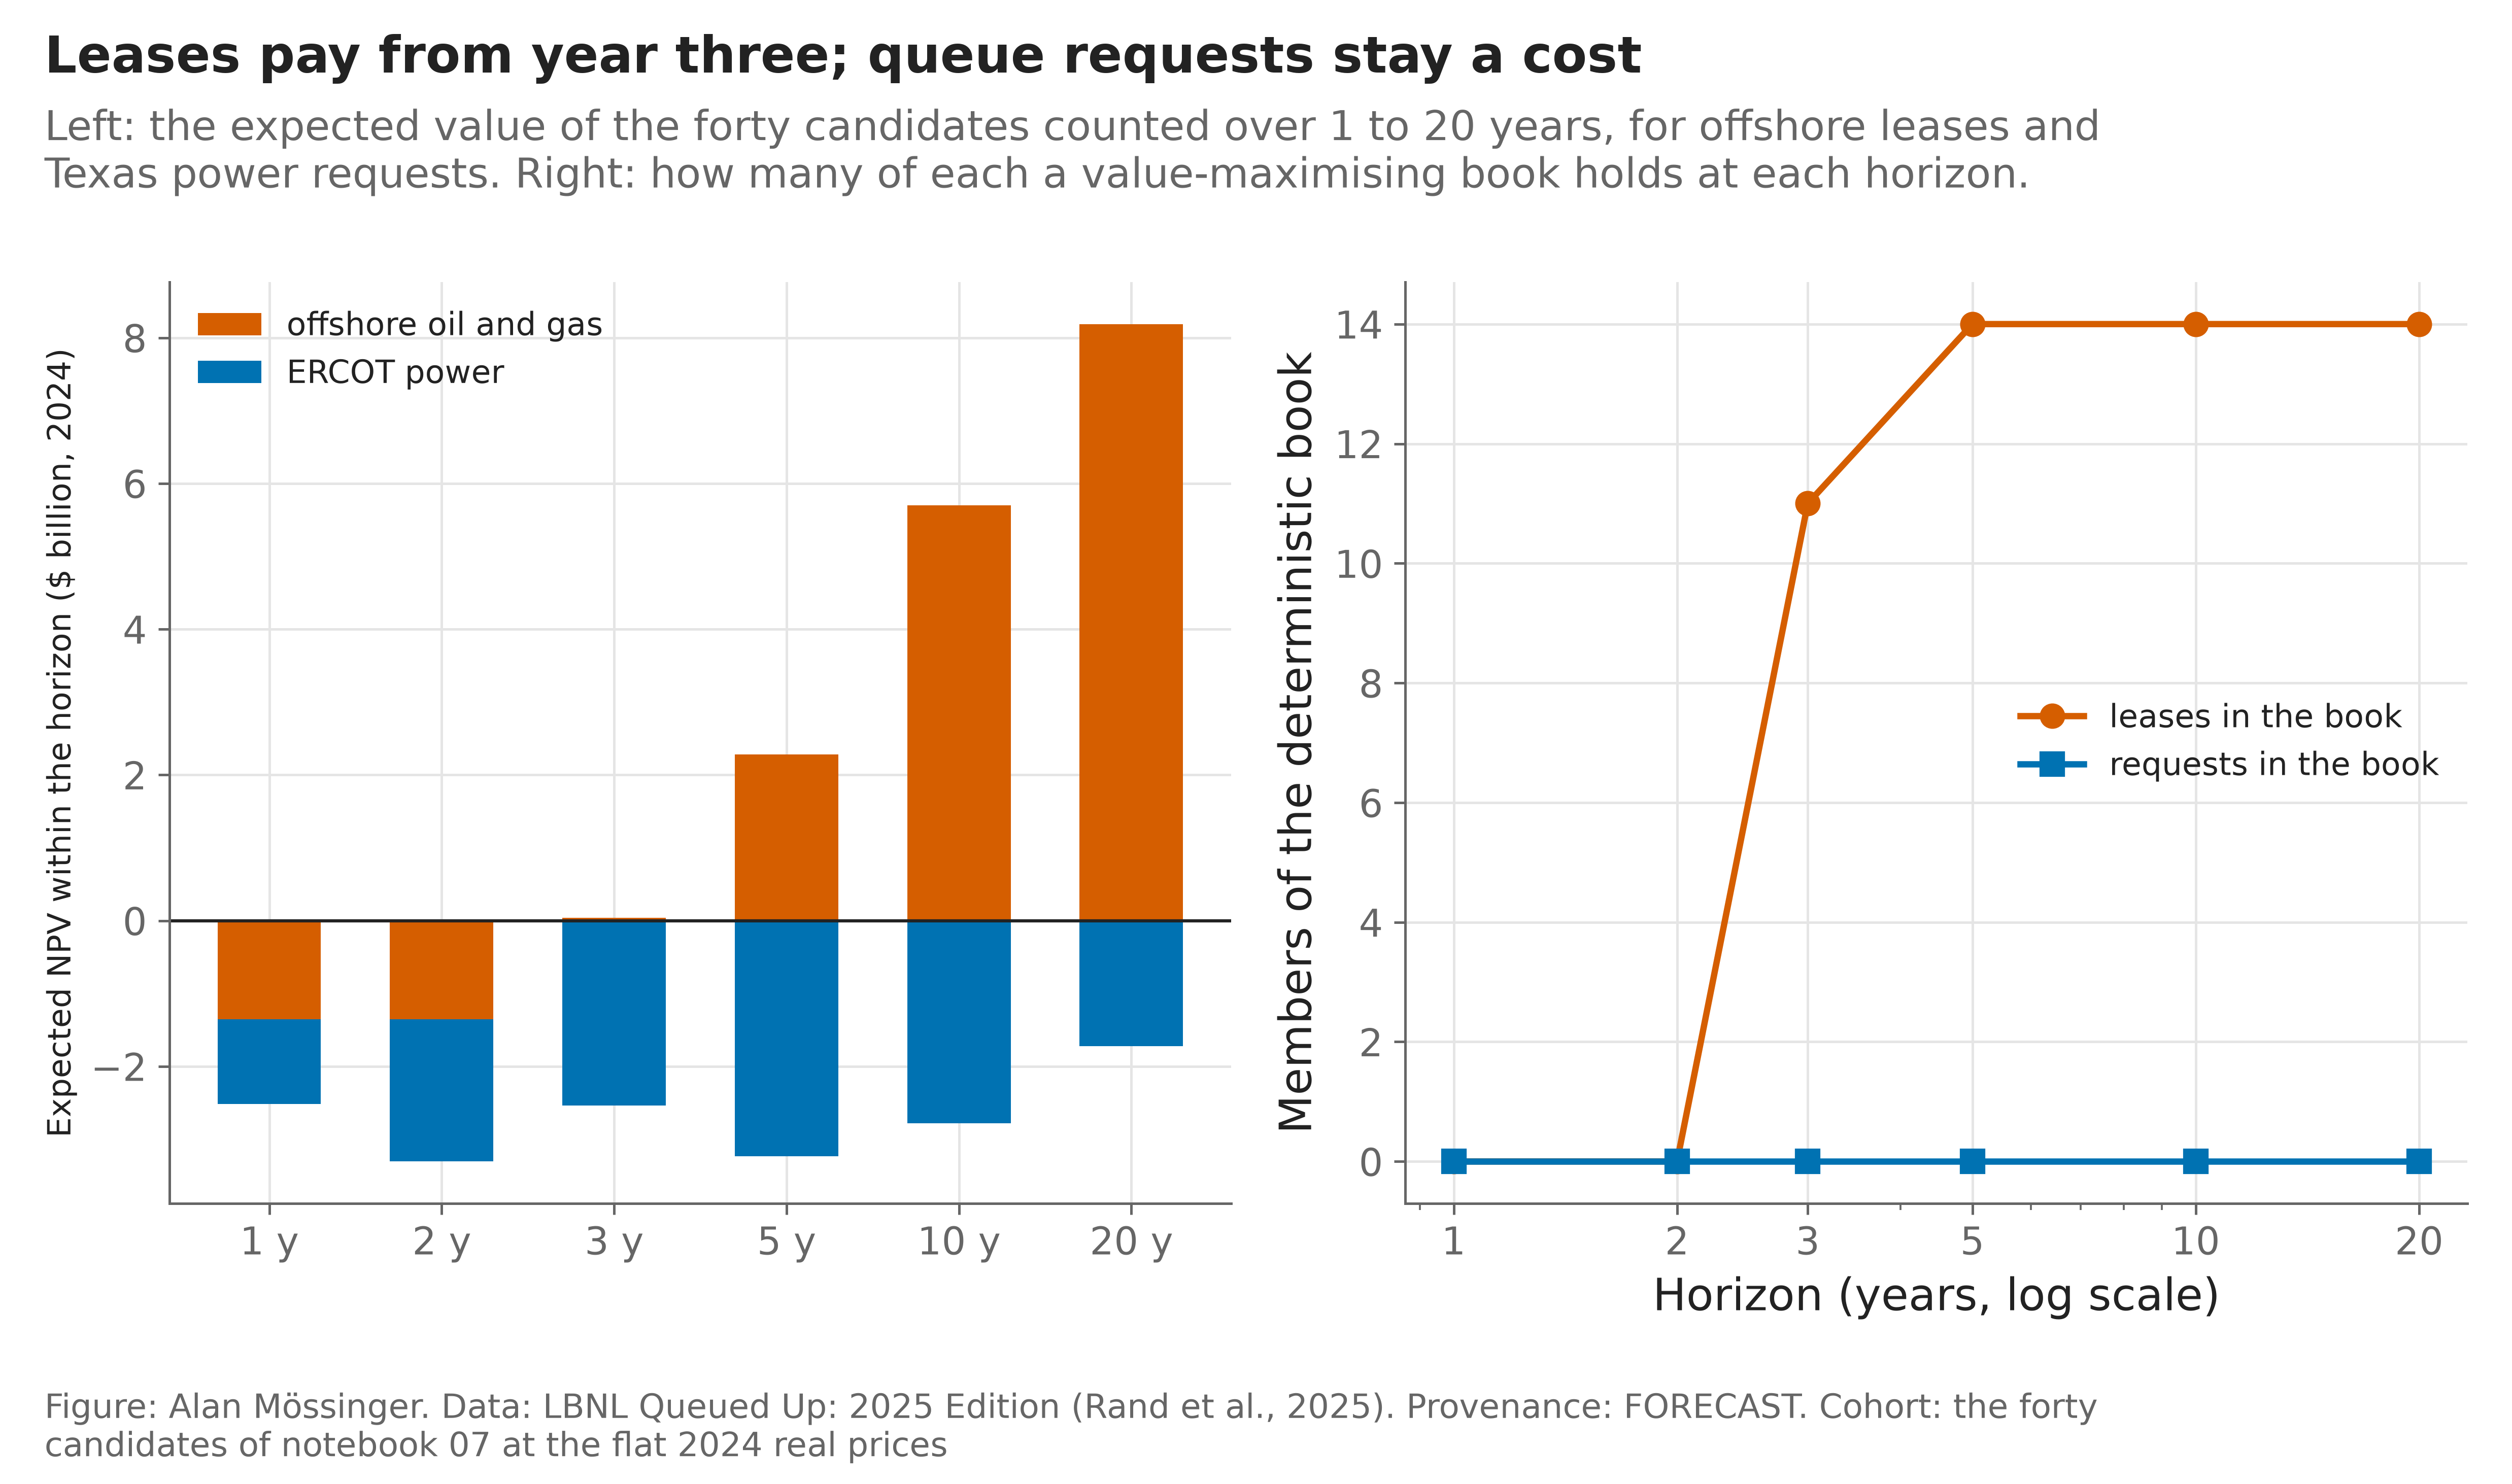 Leases pay from year three; queue requests stay a cost
Left: the expected value of the forty candidates counted over 1 to 20 years, for offshore leases and
Texas power requests. Right: how many of each a value-maximising book holds at each horizon.
Expected NPV within the horizon ($ billion, 2024)
8
6
4
2
0
−2
offshore oil and gas
ERCOT power
1 y
2 y
3 y
5 y
10 y
20 y
Members of the deterministic book
14
12
10
8
6
4
2
0
leases in the book
requests in the book
1
2
3
5
10
20
Horizon (years, log scale)
Figure: Alan Mössinger. Data: LBNL Queued Up: 2025 Edition (Rand et al., 2025). Provenance: FORECAST. Cohort: the forty
candidates of notebook 07 at the flat 2024 real prices